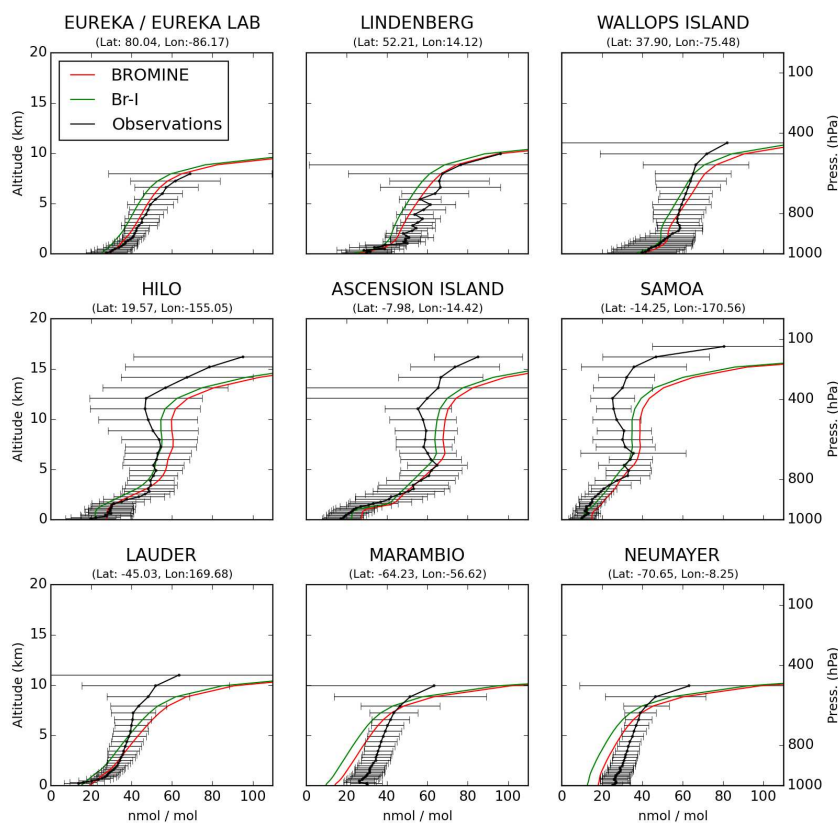 EUREKA / EUREKA LAB
(Lat: 80.04, Lon:-86.17)
LINDENBERG
(Lat: 52.21, Lon:14.12)
WALLOPS ISLAND
(Lat: 37.90, Lon:-75.48)
BROMINE
Br-I
Observations
Altitude (km)
20
15
10
5
0
Press. (hPa)
100
400
800
1000
HILO
(Lat: 19.57, Lon:-155.05)
ASCENSION ISLAND
(Lat: -7.98, Lon:-14.42)
SAMOA
(Lat: -14.25, Lon:-170.56)
Altitude (km)
20
15
10
5
0
Press. (hPa)
100
400
800
1000
LAUDER
(Lat: -45.03, Lon:169.68)
MARAMBIO
(Lat: -64.23, Lon:-56.62)
NEUMAYER
(Lat: -70.65, Lon:-8.25)
Altitude (km)
20
15
10
5
0
Press. (hPa)
100
400
800
1000
0 20 40 60 80 100
0 20 40 60 80 100
0 20 40 60 80 100
nmol / mol
nmol / mol
nmol / mol